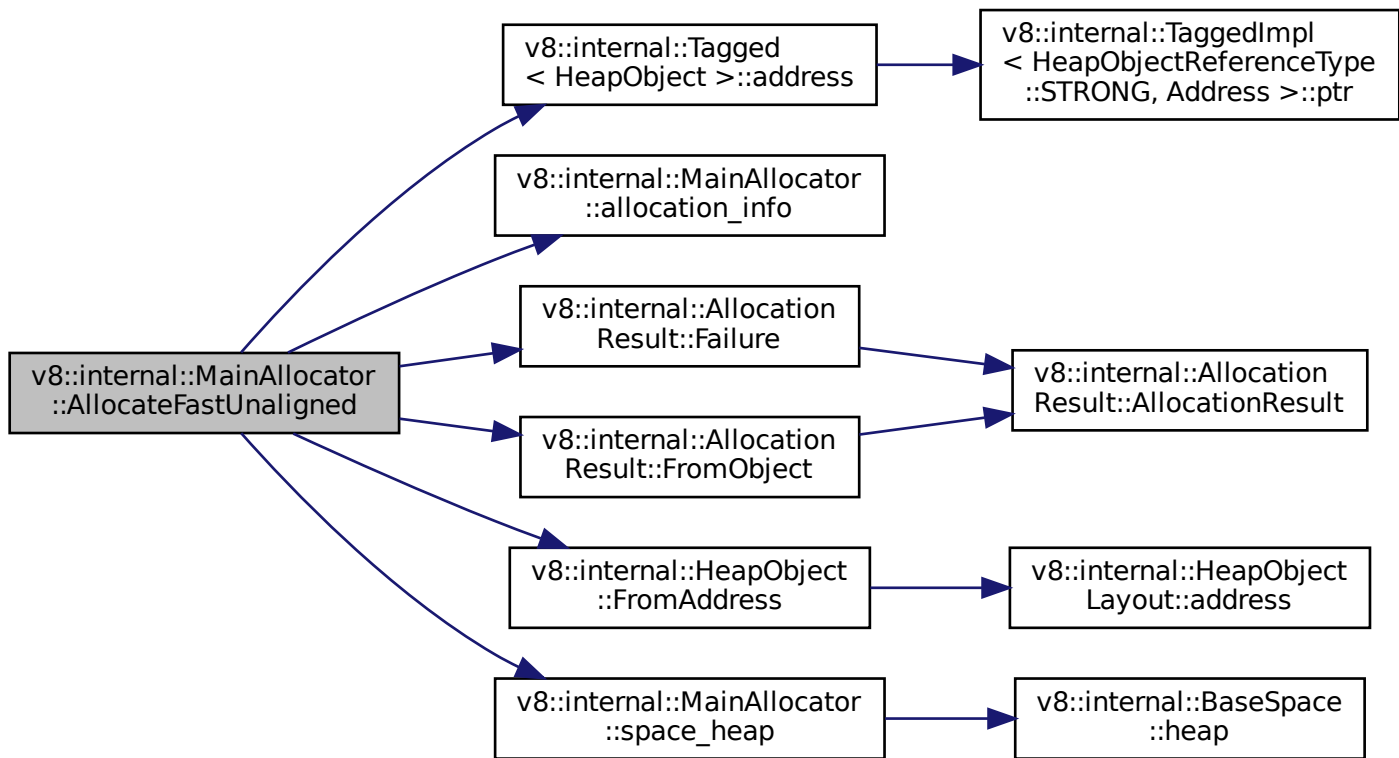 v8::internal::Tagged
< HeapObject >::address
v8::internal::TaggedImpl
< HeapObjectReferenceType
::STRONG, Address >::ptr
v8::internal::MainAllocator
::allocation_info
v8::internal::Allocation
Result::Failure
v8::internal::MainAllocator
::AllocateFastUnaligned
v8::internal::Allocation
Result::AllocationResult
v8::internal::Allocation
Result::FromObject
v8::internal::HeapObject
::FromAddress
v8::internal::HeapObject
Layout::address
v8::internal::MainAllocator
::space_heap
v8::internal::BaseSpace
::heap